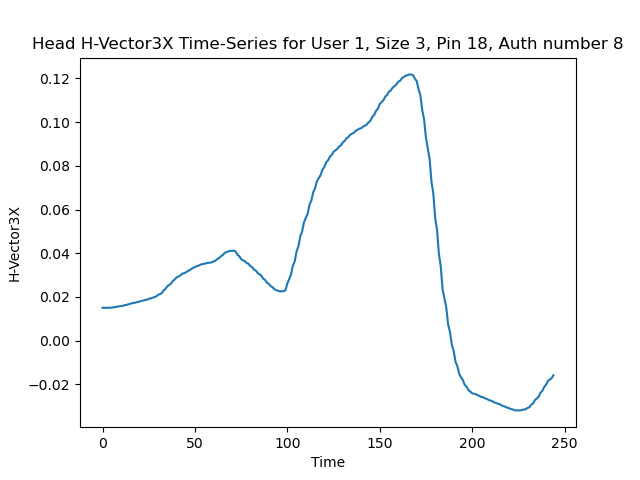 Head H-Vector3X Time-Series for User 1, Size 3, Pin 18, Auth number 8
0.12
0.10
0.08
0.06
0.04
0.02
0.00
−0.02
H-Vector3X
0 50 100 150 200 250
Time